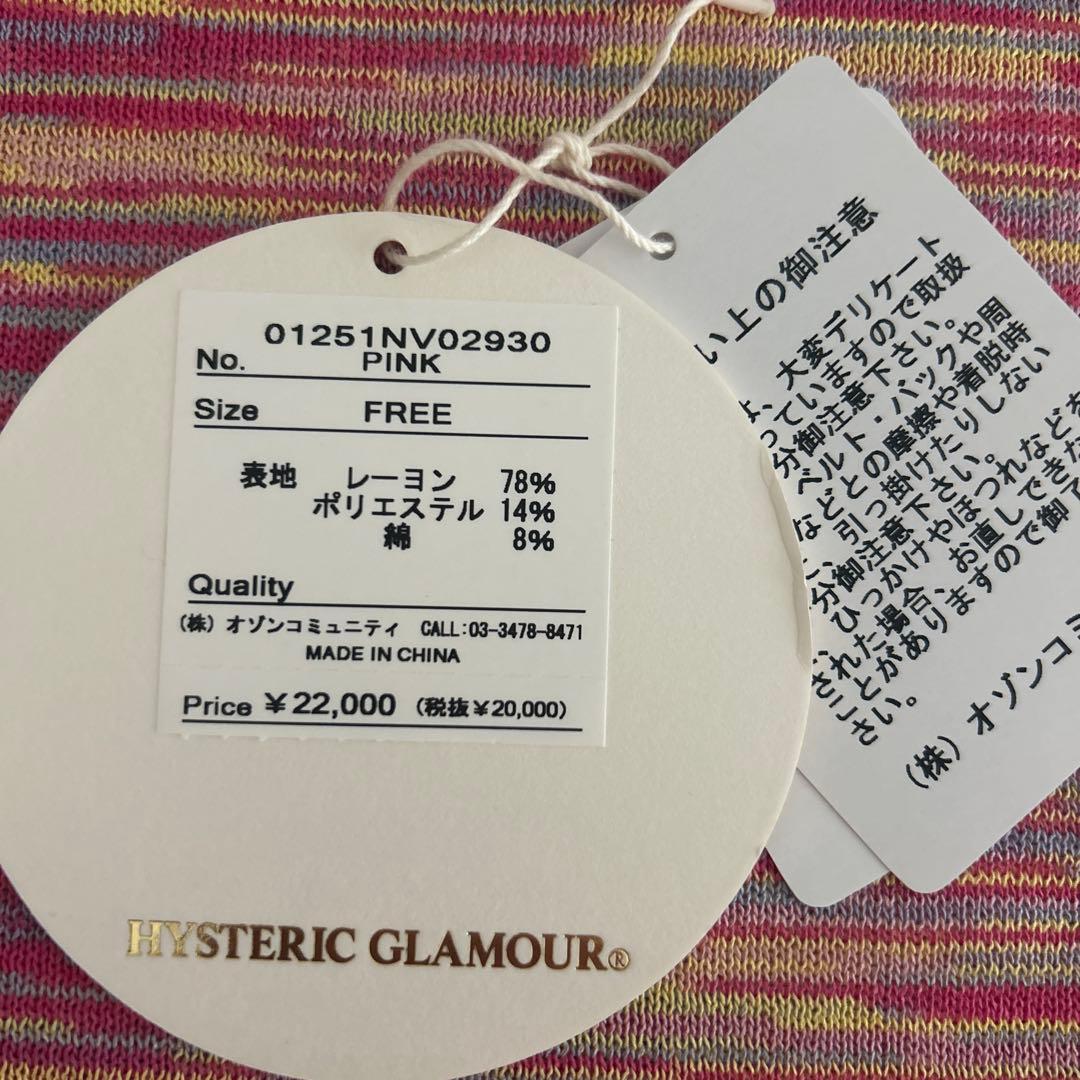 01251NV02930
No. PINK
Size FREE
表地 レーヨン 78%
ポリエステル 14%
綿 8%
Quality
(株) オゾンコミュニティ CALL:03-3478-8471
MADE IN CHINA
Price ¥22,000 (税抜¥20,000)
HYSTERIC GLAMOUR®
い上の御注意
大変デリケート
っていますので取扱
分御注意下さい。
ベルト・バックや周
などとの摩擦や着脱時
引っ掛けたりしない
分御注意下さい。
ひっかけやほつれなどを
された場合、お直しできな
ことがありますので御了
さい。
(株) オゾンコミ